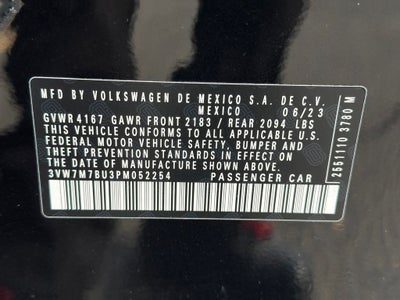 MFD BY VOLKSWAGEN DE MEXICO S.A. DE C.V.
MEXICO 06/23
GVWR 4167 GAWR FRONT 2183 / REAR 2094 LBS
THIS VEHICLE CONFORMS TO ALL APPLICABLE U.S.
FEDERAL MOTOR VEHICLE SAFETY, BUMPER AND
THEFT PREVENTION STANDARDS IN EFFECT ON
THE DATE OF MANUFACTURE SHOWN ABOVE.
3VW7M7BU3PM052254 PASSENGER CAR
2661110 3780 M